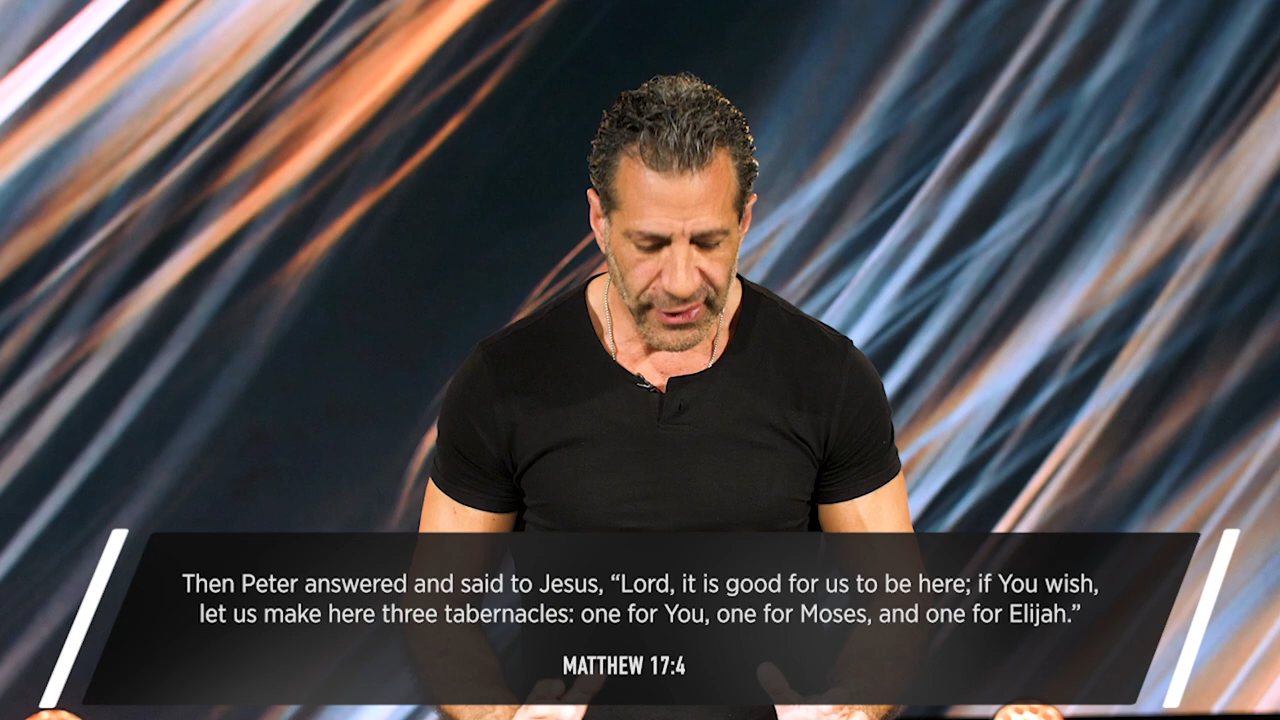 Then Peter answered and said to Jesus, “Lord, it is good for us to be here; if You wish,
let us make here three tabernacles: one for You, one for Moses, and one for Elijah.”
MATTHEW 17:4